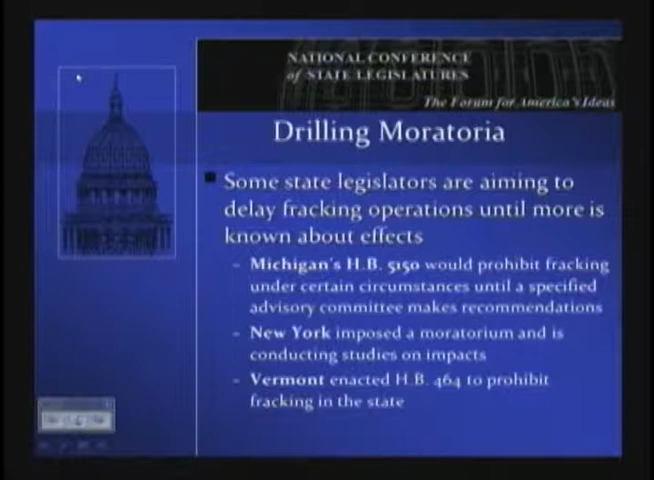 NATIONAL CONFERENCE
of STATE LEGISLATURES
The Forum for America's Ideas
Drilling Moratoria
Some state legislators are aiming to
delay fracking operations until more is
known about effects
- Michigan's H.B. 5150 would prohibit fracking
under certain circumstances until a specified
advisory committee makes recommendations
- New York imposed a moratorium and is
conducting studies on impacts
- Vermont enacted H.B. 464 to prohibit
fracking in the state